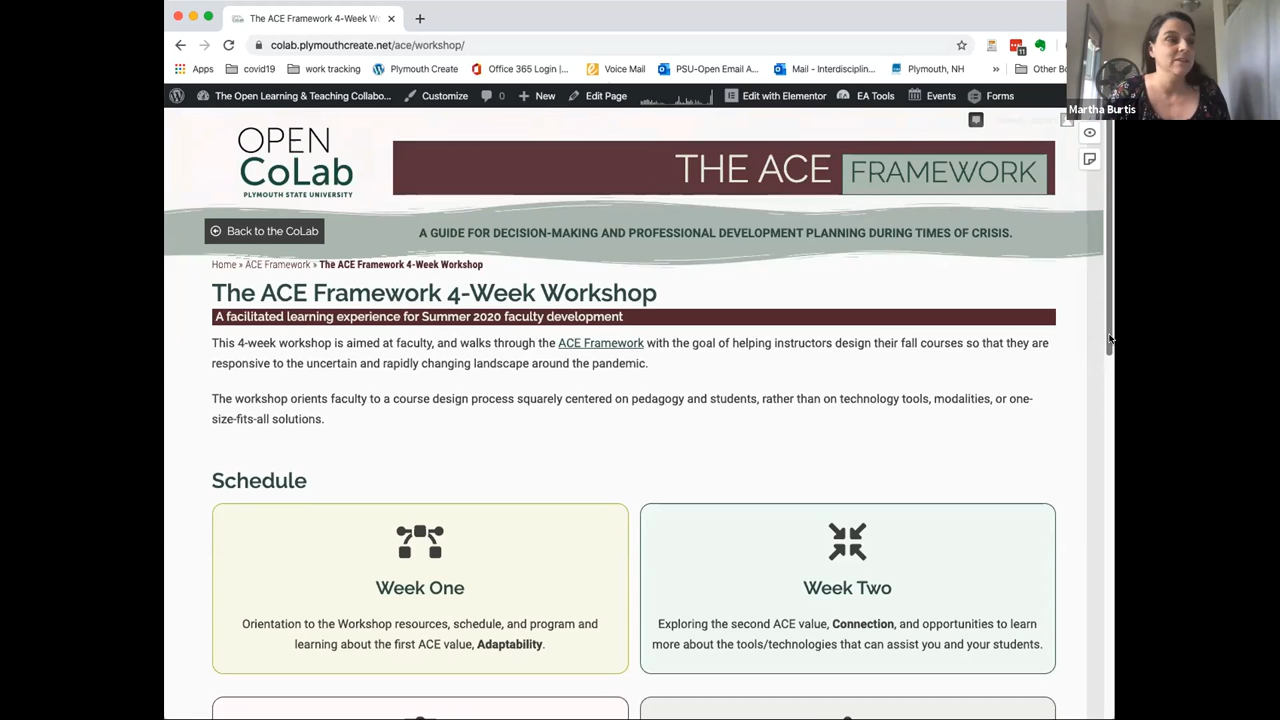 The ACE Framework 4-Week W
colab.plymouthcreate.net/ace/workshop/
11
Apps covid19 work tracking Plymouth Create Office 365 Login |... Voice Mail PSU-Open Email A... Mail - Interdisciplin... Plymouth, NH » Other Bo
The Open Learning & Teaching Collabo... Customize 0 New Edit Page Edit with Elementor EA Tools Events Forms
Martha Burtis
OPEN
CoLab
PLYMOUTH STATE UNIVERSITY
THE ACE FRAMEWORK
Back to the CoLab
A GUIDE FOR DECISION-MAKING AND PROFESSIONAL DEVELOPMENT PLANNING DURING TIMES OF CRISIS.
Home » ACE Framework » The ACE Framework 4-Week Workshop
The ACE Framework 4-Week Workshop
A facilitated learning experience for Summer 2020 faculty development
This 4-week workshop is aimed at faculty, and walks through the ACE Framework with the goal of helping instructors design their fall courses so that they are
responsive to the uncertain and rapidly changing landscape around the pandemic.
The workshop orients faculty to a course design process squarely centered on pedagogy and students, rather than on technology tools, modalities, or one-
size-fits-all solutions.
Schedule
Week One
Orientation to the Workshop resources, schedule, and program and
learning about the first ACE value, Adaptability.
Week Two
Exploring the second ACE value, Connection, and opportunities to learn
more about the tools/technologies that can assist you and your students.